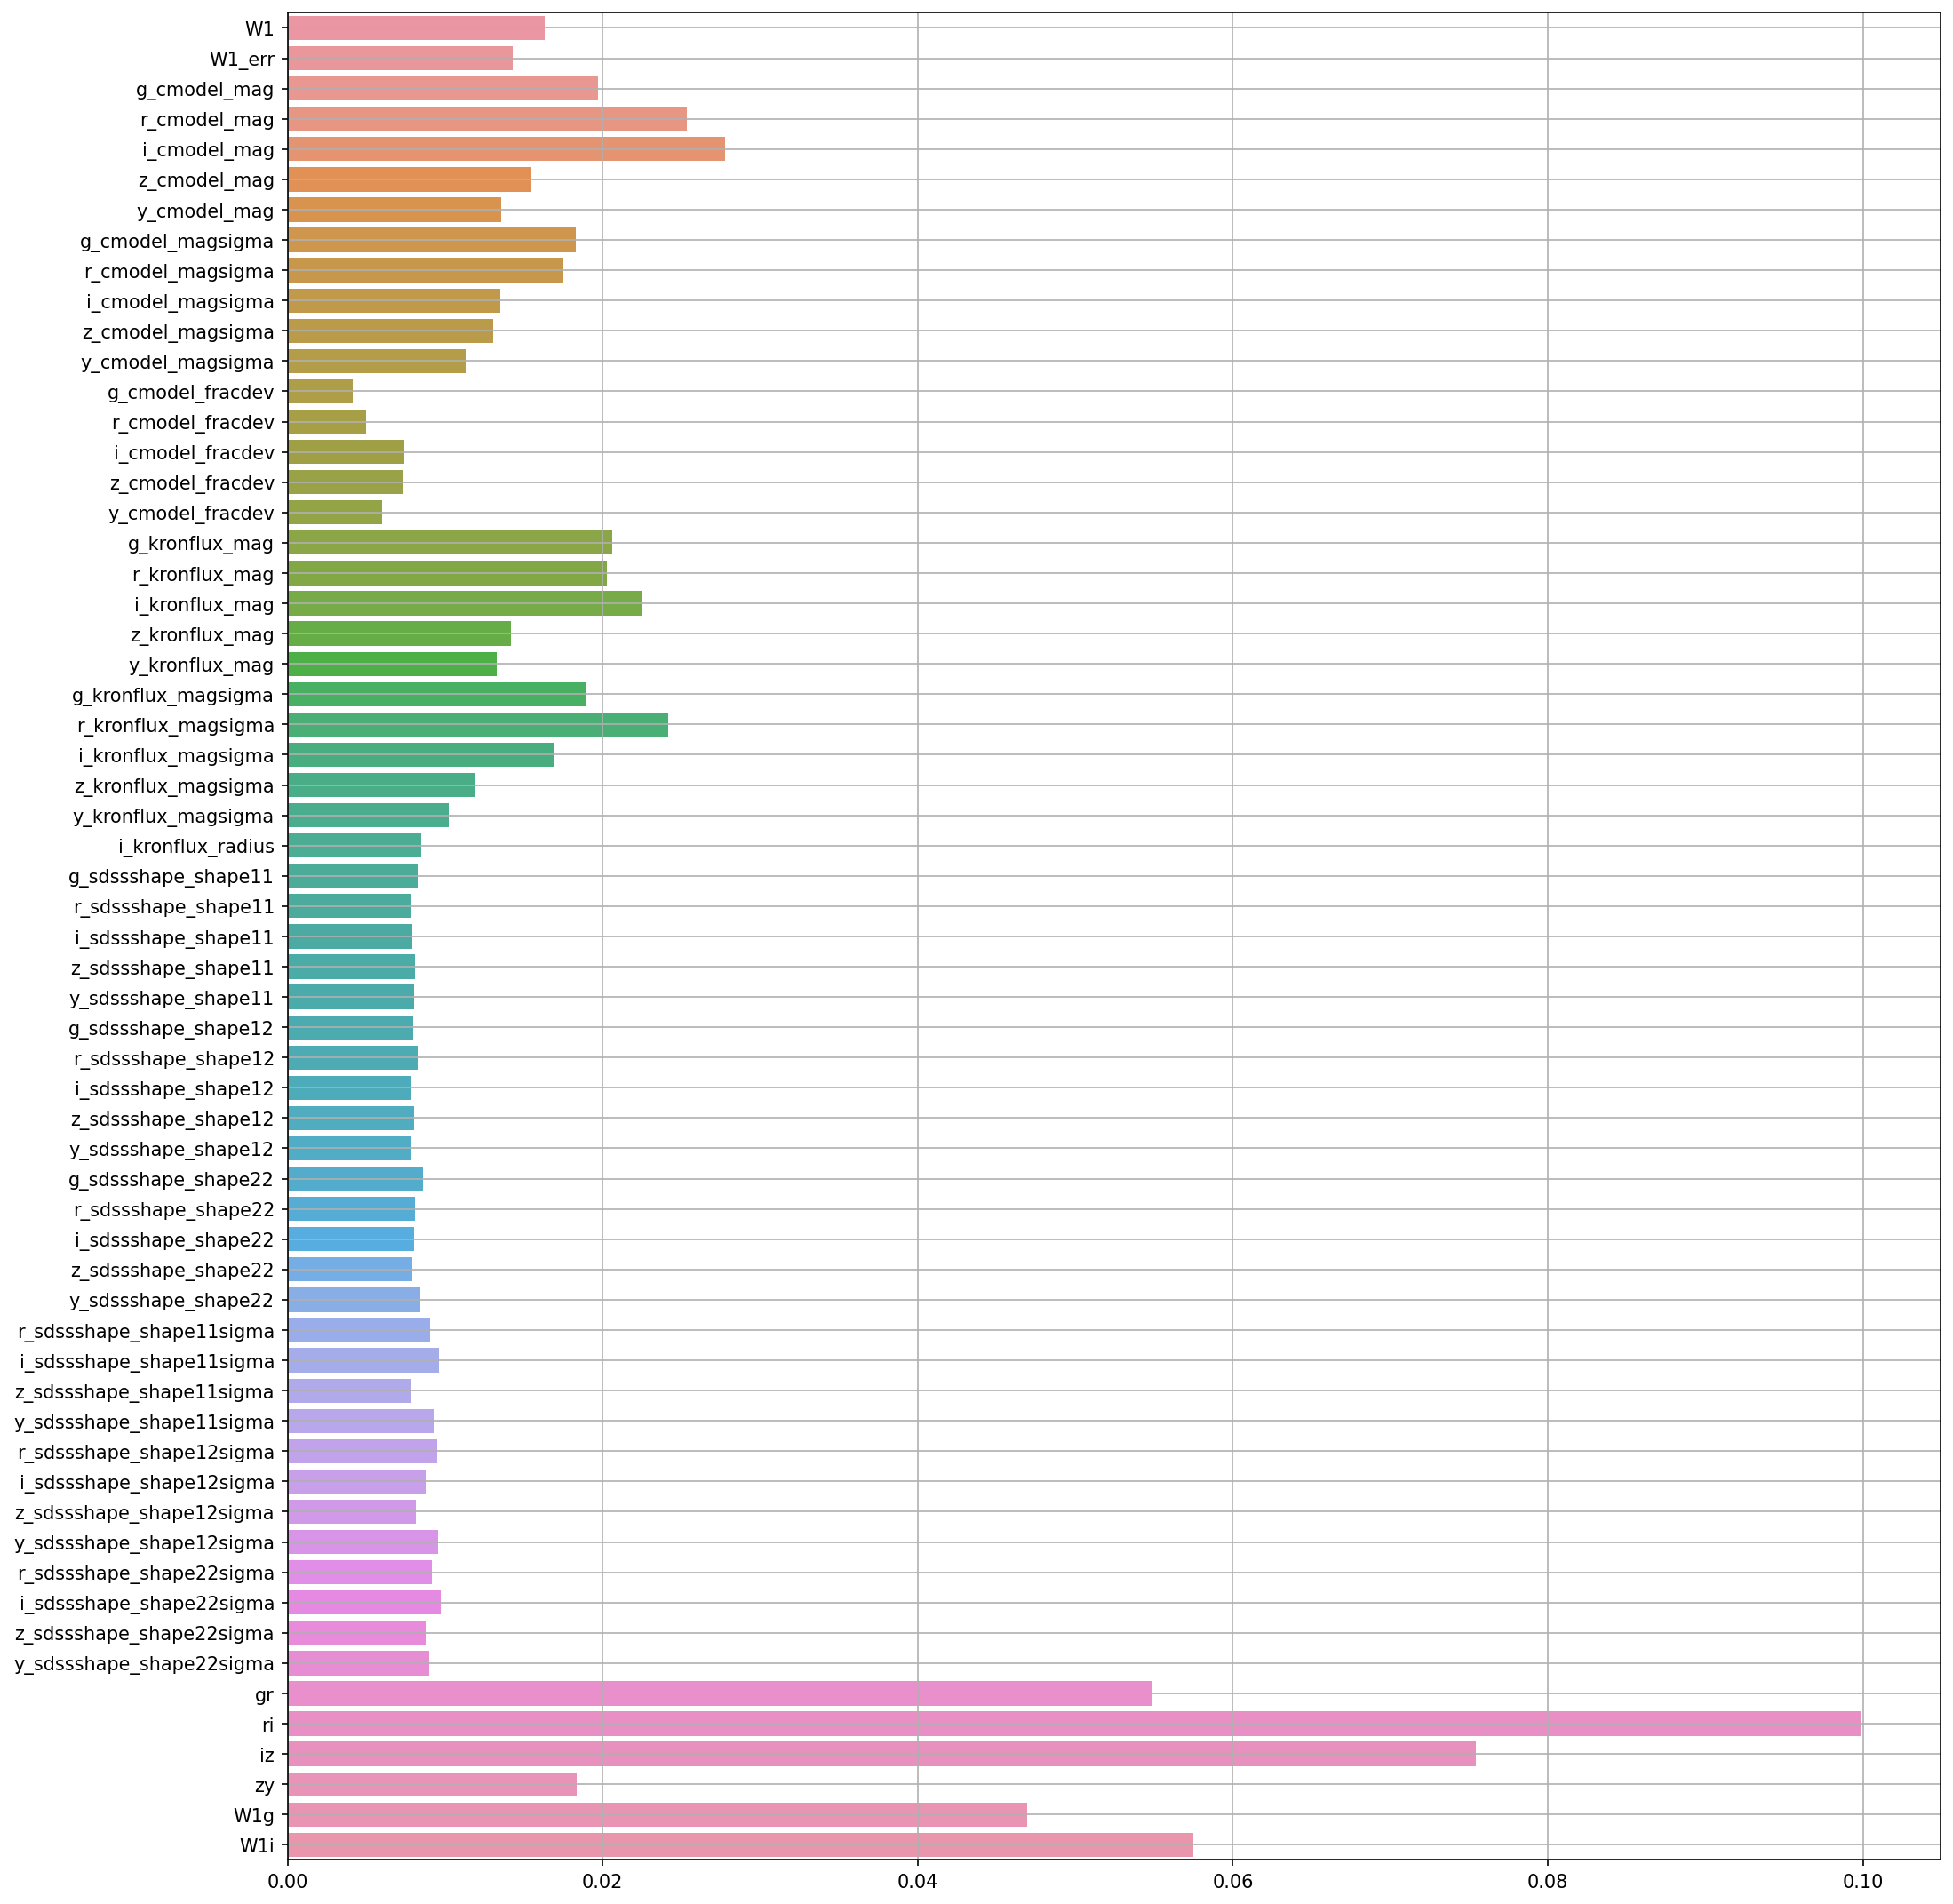 W1
W1_err
g_cmodel_mag
r_cmodel_mag
i_cmodel_mag
z_cmodel_mag
y_cmodel_mag
g_cmodel_magsigma
r_cmodel_magsigma
i_cmodel_magsigma
z_cmodel_magsigma
y_cmodel_magsigma
g_cmodel_fracdev
r_cmodel_fracdev
i_cmodel_fracdev
z_cmodel_fracdev
y_cmodel_fracdev
g_kronflux_mag
r_kronflux_mag
i_kronflux_mag
z_kronflux_mag
y_kronflux_mag
g_kronflux_magsigma
r_kronflux_magsigma
i_kronflux_magsigma
z_kronflux_magsigma
y_kronflux_magsigma
i_kronflux_radius
g_sdssshape_shape11
r_sdssshape_shape11
i_sdssshape_shape11
z_sdssshape_shape11
y_sdssshape_shape11
g_sdssshape_shape12
r_sdssshape_shape12
i_sdssshape_shape12
z_sdssshape_shape12
y_sdssshape_shape12
g_sdssshape_shape22
r_sdssshape_shape22
i_sdssshape_shape22
z_sdssshape_shape22
y_sdssshape_shape22
r_sdssshape_shape11sigma
i_sdssshape_shape11sigma
z_sdssshape_shape11sigma
y_sdssshape_shape11sigma
r_sdssshape_shape12sigma
i_sdssshape_shape12sigma
z_sdssshape_shape12sigma
y_sdssshape_shape12sigma
r_sdssshape_shape22sigma
i_sdssshape_shape22sigma
z_sdssshape_shape22sigma
y_sdssshape_shape22sigma
gr
ri
iz
zy
W1g
W1i
0.00 0.02 0.04 0.06 0.08 0.10